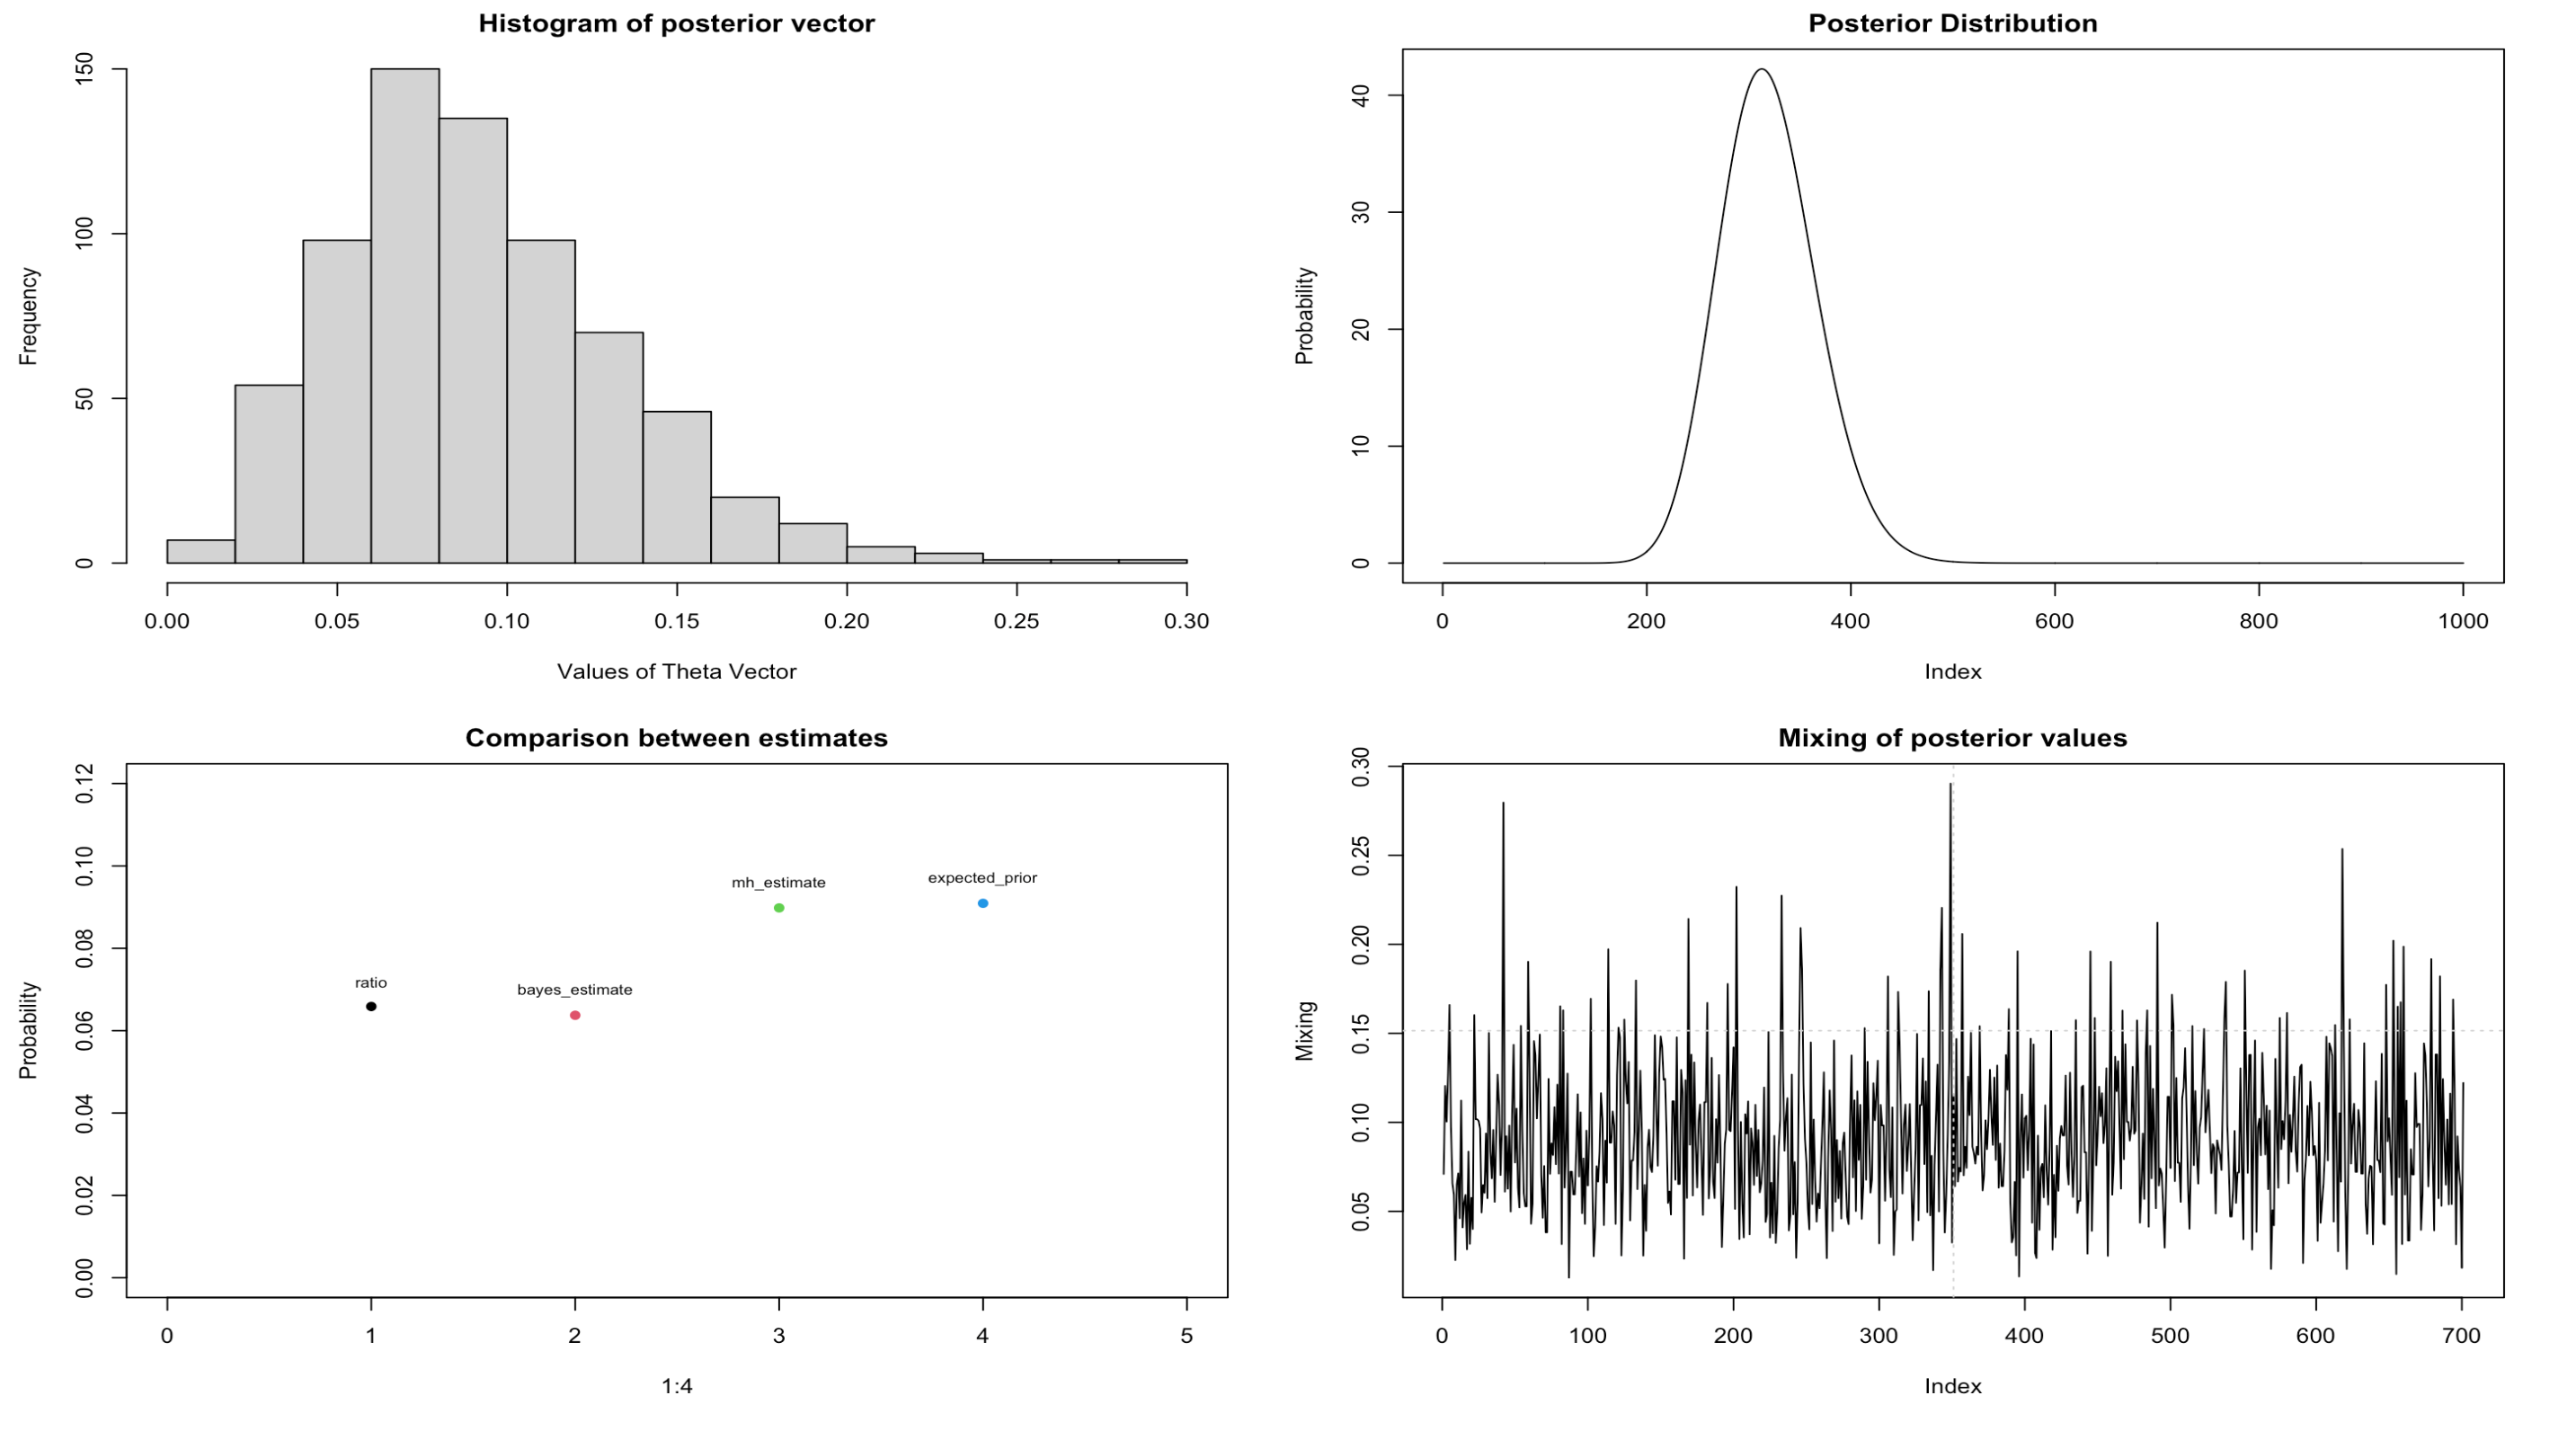 Histogram of posterior vector
Frequency
0 50 100 150
0.00 0.05 0.10 0.15 0.20 0.25 0.30
Values of Theta Vector
Posterior Distribution
Probability
0 10 20 30 40
0 200 400 600 800 1000
Index
Comparison between estimates
Probability
0.00 0.02 0.04 0.06 0.08 0.10 0.12
ratio
bayes_estimate
mh_estimate
expected_prior
0 1 2 3 4 5
1:4
Mixing of posterior values
Mixing
0.05 0.10 0.15 0.20 0.25 0.30
0 100 200 300 400 500 600 700
Index